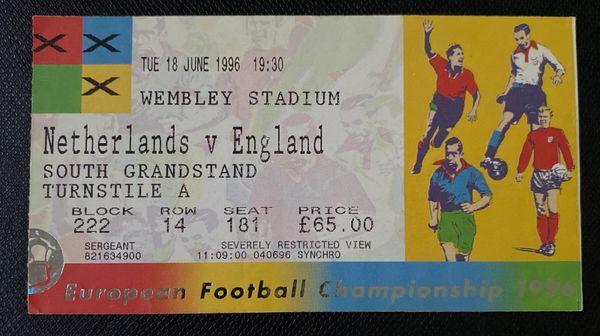 TUE 18 JUNE 1996 19:30
WEMBLEY STADIUM
Netherlands v England
SOUTH GRANDSTAND
TURNSTILE A
BLOCK ROW SEAT PRICE
222 14 181 £65.00
SERGEANT SEVERELY RESTRICTED VIEW
821634900 11:09:00 040696 SYNCHRO
European Football Championship 1996